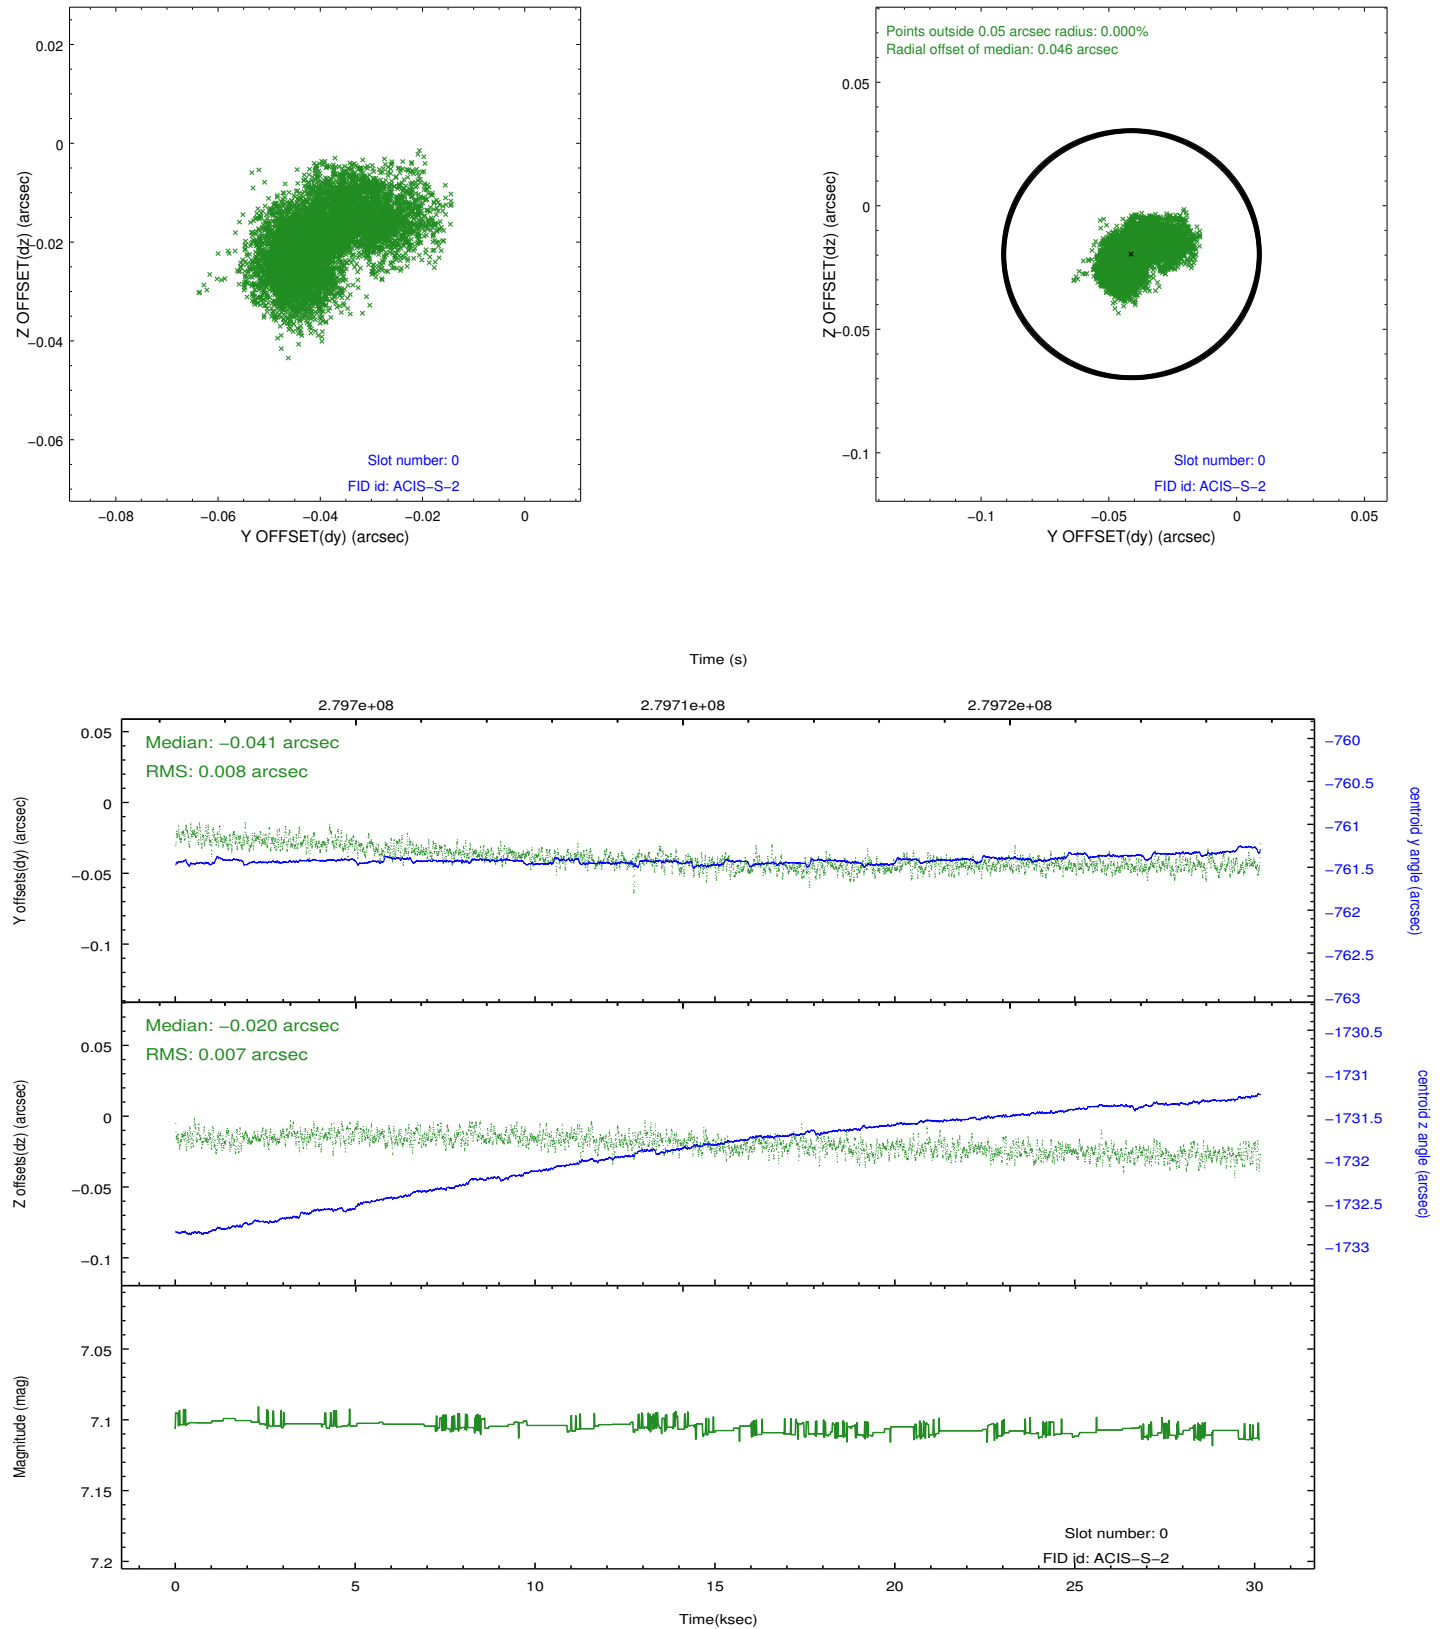 0.02
0
−0.02
−0.04
−0.06
Z OFFSET(dz) (arcsec)
Slot number: 0
FID id: ACIS−S−2
−0.08
−0.06
−0.04
−0.02
0
Y OFFSET(dy) (arcsec)
Points outside 0.05 arcsec radius: 0.000%
Radial offset of median: 0.046 arcsec
0.05
0
−0.05
−0.1
Z OFFSET(dz) (arcsec)
Slot number: 0
FID id: ACIS−S−2
−0.1
−0.05
0
0.05
Y OFFSET(dy) (arcsec)
Time (s)
2.797e+08
2.7971e+08
2.7972e+08
Median: −0.041 arcsec
RMS: 0.008 arcsec
0.05
0
−0.05
−0.1
Y offsets(dy) (arcsec)
−760
−760.5
−761
−761.5
−762
−762.5
−763
centroid y angle (arcsec)
Median: −0.020 arcsec
RMS: 0.007 arcsec
0.05
0
−0.05
−0.1
Z offsets(dz) (arcsec)
−1730.5
−1731
−1731.5
−1732
−1732.5
−1733
centroid z angle (arcsec)
7.05
7.1
7.15
7.2
Magnitude (mag)
Slot number: 0
FID id: ACIS−S−2
0
5
10
15
20
25
30
Time(ksec)